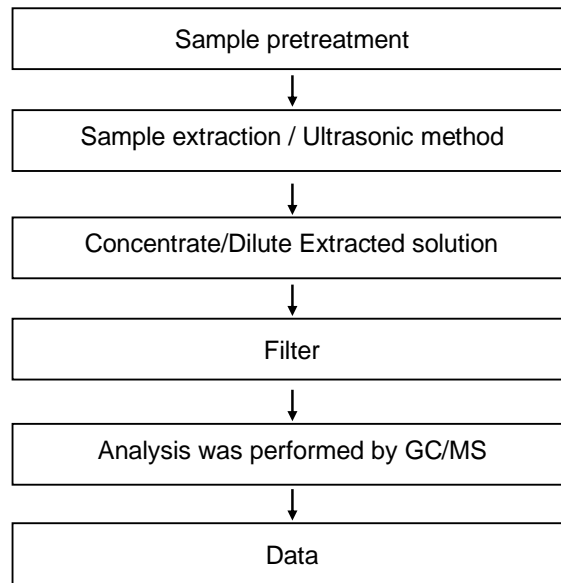 Sample pretreatment
Sample extraction / Ultrasonic method
Concentrate/Dilute Extracted solution
Filter
Analysis was performed by GC/MS
Data